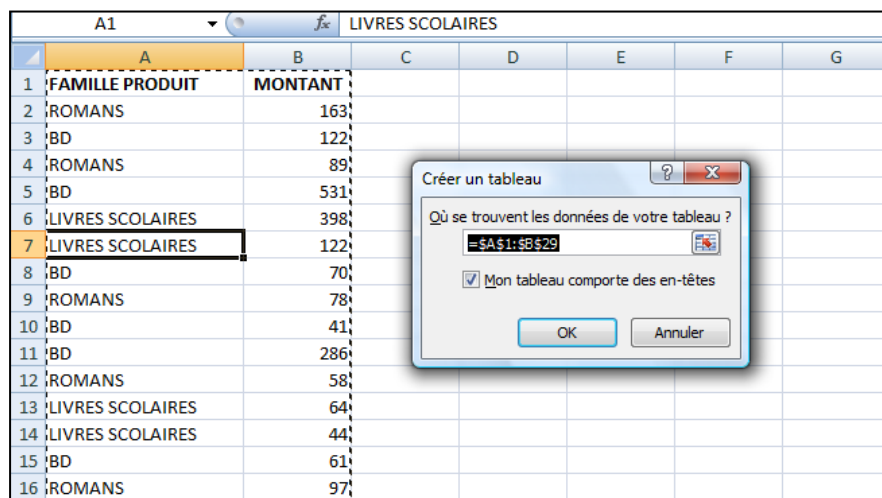 A1 fx LIVRES SCOLAIRES
A B C D E F G
1 FAMILLE PRODUIT MONTANT
2 ROMANS 163
3 BD 122
4 ROMANS 89
5 BD 531
6 LIVRES SCOLAIRES 398
7 LIVRES SCOLAIRES 122
8 BD 70
9 ROMANS 78
10 BD 41
11 BD 286
12 ROMANS 58
13 LIVRES SCOLAIRES 64
14 LIVRES SCOLAIRES 44
15 BD 61
16 ROMANS 97
Créer un tableau ? X
Où se trouvent les données de votre tableau ?
=$A$1:$B$29
Mon tableau comporte des en-têtes
OK Annuler